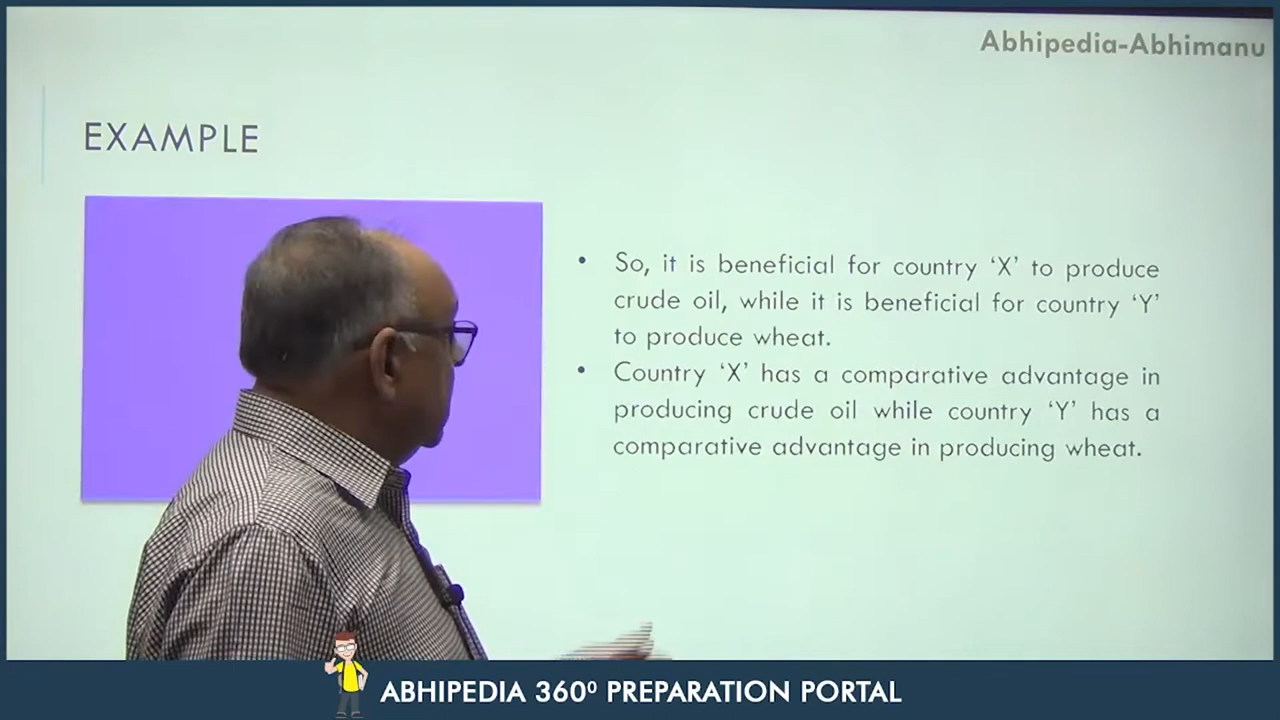 Abhipedia-Abhimanu
EXAMPLE
• So, it is beneficial for country ‘X’ to produce
crude oil, while it is beneficial for country ‘Y’
to produce wheat.
• Country ‘X’ has a comparative advantage in
producing crude oil while country ‘Y’ has a
comparative advantage in producing wheat.
ABHIPEDIA 360⁰ PREPARATION PORTAL